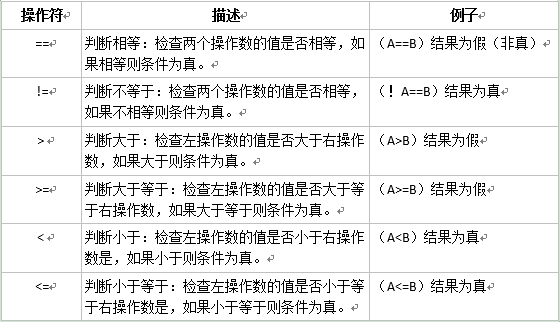 操作符 描述 例子
== 判断相等：检查两个操作数的值是否相等，如 （A==B）结果为假（非真）
果相等则条件为真。
!= 判断不等于：检查两个操作数的值是否相等， （！A==B）结果为真
如果不相等则条件为真。
> 判断大于：检查左操作数的值是否大于右操作 （A>B）结果为假
数，如果大于则条件为真。
>= 判断大于等于：检查左操作数的值是否大于等 （A>=B）结果为假
于右操作数，如果大于等于则条件为真。
< 判断小于：检查左操作数的值是否小于右操作 （A<B）结果为真
数是，如果小于则条件为真。
<= 判断小于等于：检查左操作数的值是否小于等 （A<=B）结果为真
于右操作数是，如果小于等于则条件为真。